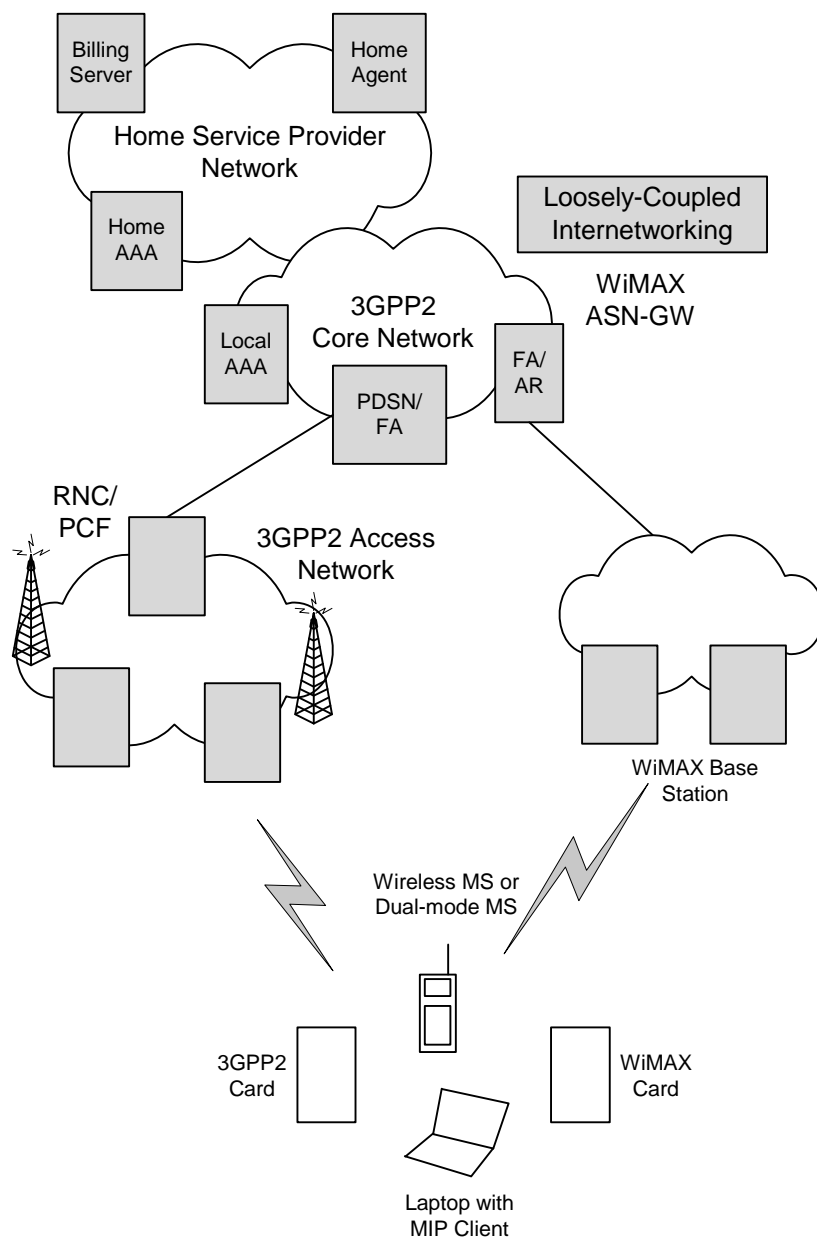 Billing
Server
Home
Agent
Home Service Provider
Network
Home
AAA
Loosely-Coupled
Internetworking
WiMAX
ASN-GW
3GPP2
Core Network
Local
AAA
FA/
AR
PDSN/
FA
RNC/
PCF
3GPP2 Access
Network
WiMAX Base
Station
Wireless MS or
Dual-mode MS
3GPP2
Card
WiMAX
Card
Laptop with
MIP Client